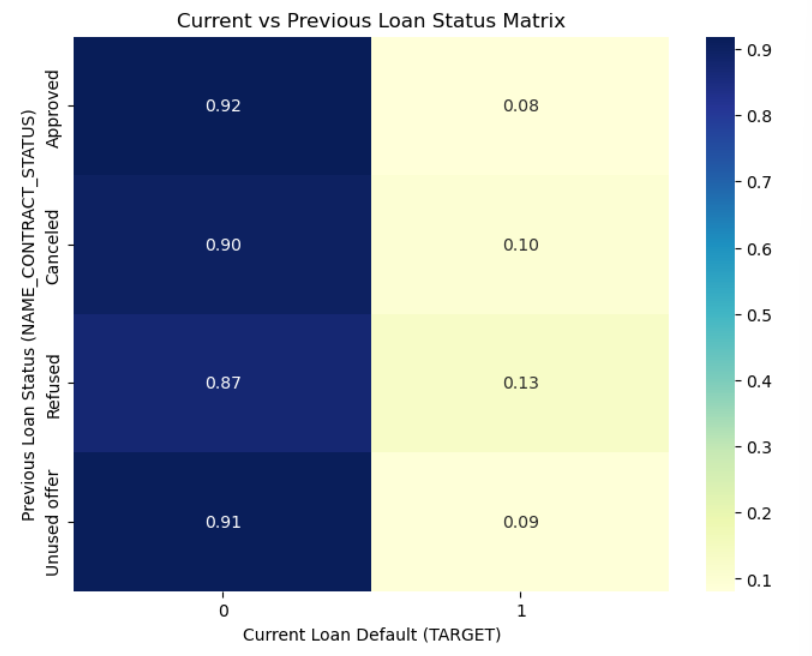 Current vs Previous Loan Status Matrix
Previous Loan Status (NAME_CONTRACT_STATUS)
Approved
0.92
0.08
Canceled
0.90
0.10
Refused
0.87
0.13
Unused offer
0.91
0.09
0
1
Current Loan Default (TARGET)
0.9
0.8
0.7
0.6
0.5
0.4
0.3
0.2
0.1